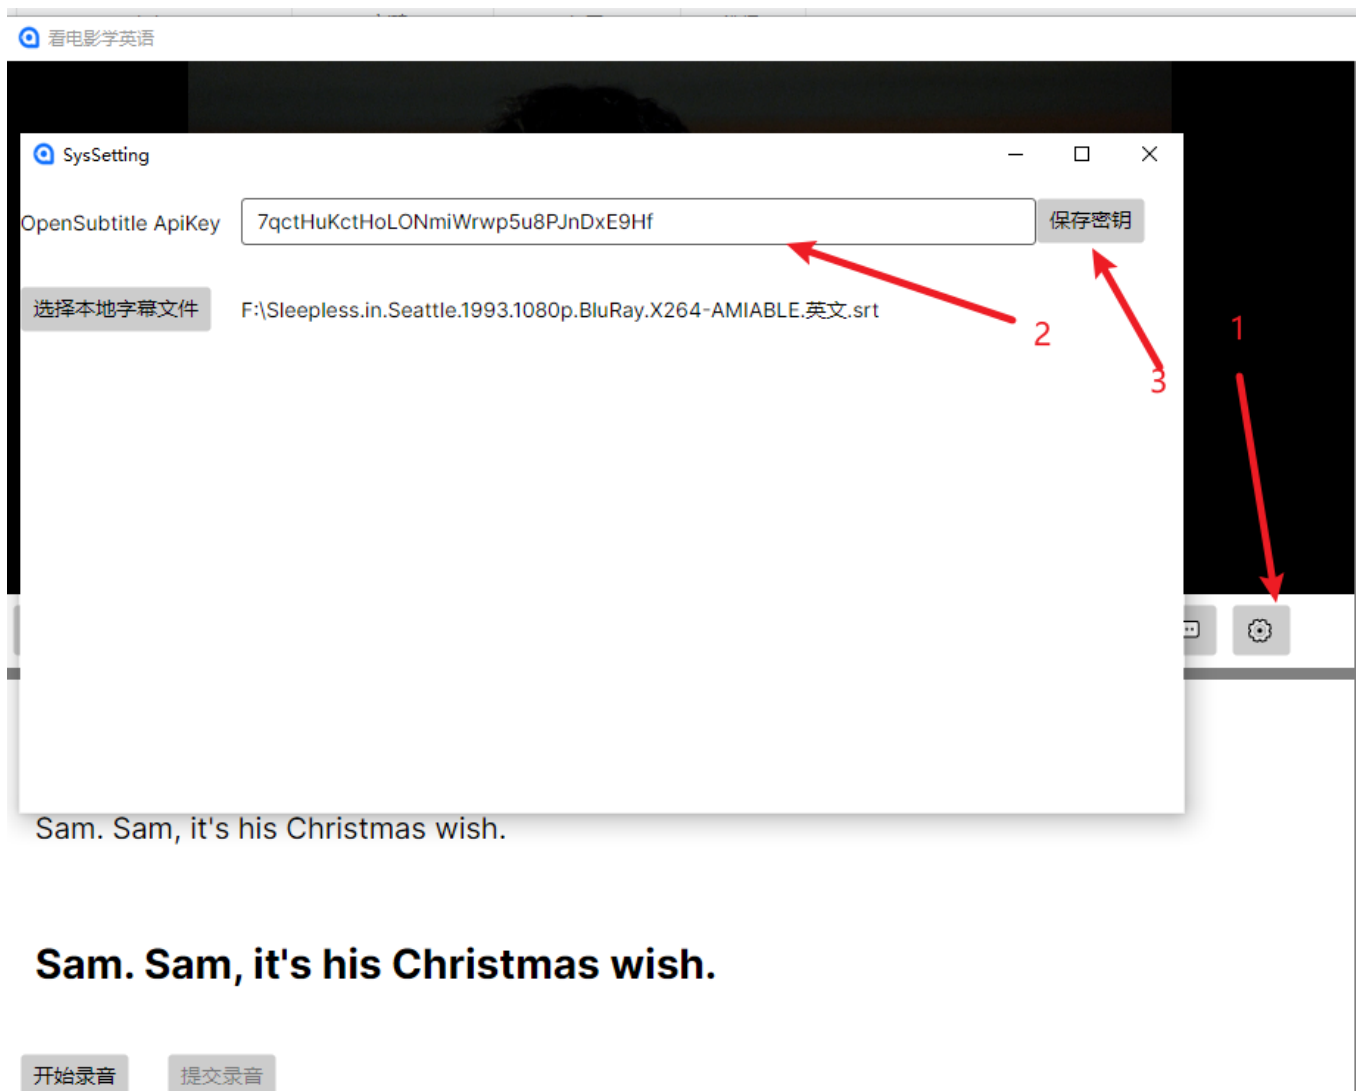 看电影学英语
SysSetting
OpenSubtitle ApiKey 7qctHuKctHoLONmiWrwp5u8PJnDxE9Hf 保存密钥
选择本地字幕文件 F:\Sleepless.in.Seattle.1993.1080p.BluRay.X264-AMIABLE.英文.srt
2
1
3
Sam. Sam, it's his Christmas wish.
Sam. Sam, it's his Christmas wish.
开始录音 提交录音